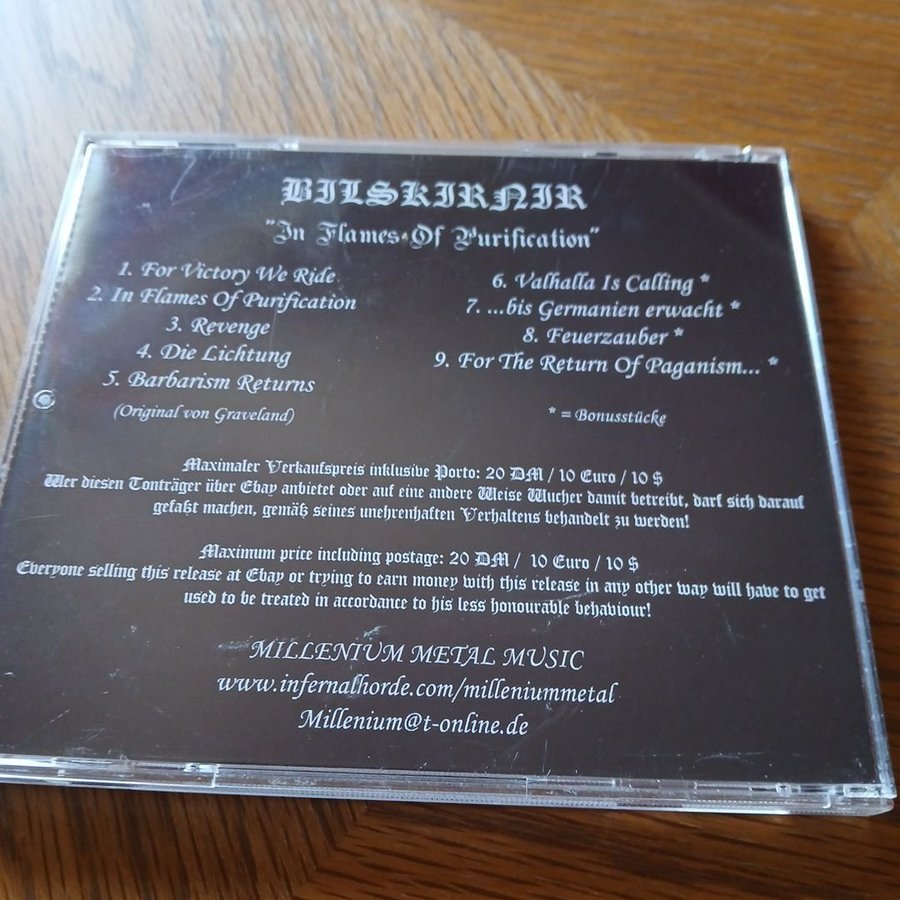 BILSKIRNIR
"In Flames Of Purification"
1. For Victory We Ride
2. In Flames Of Purification
3. Revenge
4. Die Lichtung
5. Barbarism Returns
(Original von Graveland)
6. Valhalla Is Calling *
7. ...bis Germanien erwacht *
8. Feuerzauber *
9. For The Return Of Paganism... *
* = Bonusstücke
Maximaler Verkaufspreis inklusive Porto: 20 DM / 10 Euro / 10 $
Wer diesen Tonträger über Ebay anbietet oder auf eine andere Weise Wucher damit betreibt, darf sich darauf
gefaßt machen, gemäß seines unehrenhaften Verhaltens behandelt zu werden!
Maximum price including postage: 20 DM / 10 Euro / 10 $
Everyone selling this release at Ebay or trying to earn money with this release in any other way will have to get
used to be treated in accordance to his less honourable behaviour!
MILLENIUM METAL MUSIC
www.infernalhorde.com/milleniummetal
Millenium@t-online.de